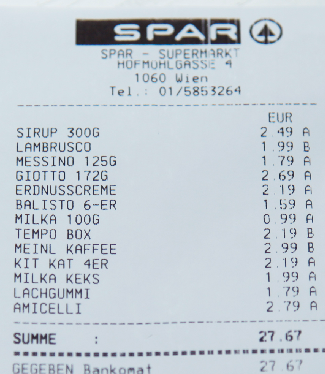 SPAR
SPAR - SUPERMARKT
HOFMÜHLGASSE 4
1060 Wien
Tel.: 01/5853264
EUR
SIRUP 300G 2.49 A
LAMBRUSCO 1.99 B
MESSINO 125G 1.79 A
GIOTTO 172G 2.69 A
ERDNUSSCREME 2.19 A
BALISTO 6-ER 1.59 A
MILKA 100G 0.99 A
TEMPO BOX 2.19 B
MEINL KAFFEE 2.99 B
KIT KAT 4ER 2.19 A
MILKA KEKS 1.99 A
LACHGUMMI 1.79 A
AMICELLI 2.79 A
SUMME : 27.67
GEGEBEN Bankomat 27.67